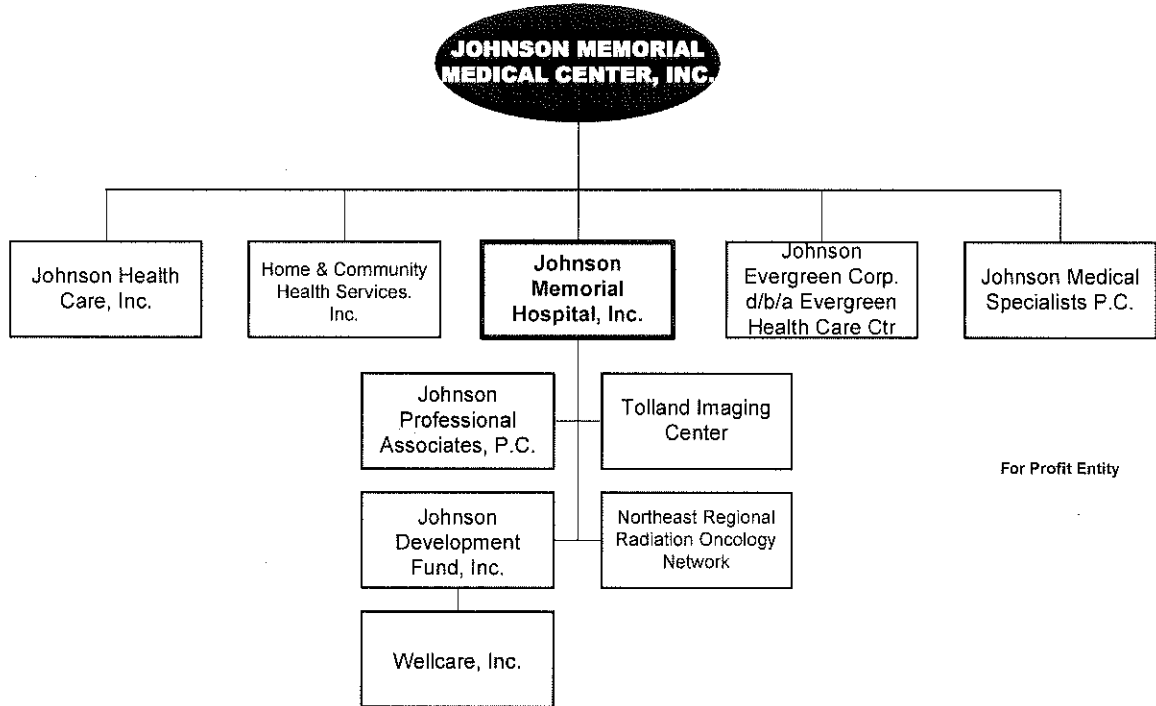 JOHNSON MEMORIAL
MEDICAL CENTER, INC.
Johnson Health
Care, Inc.
Home & Community
Health Services.
Inc.
Johnson
Memorial
Hospital, Inc.
Johnson
Evergreen Corp.
d/b/a Evergreen
Health Care Ctr
Johnson Medical
Specialists P.C.
Johnson
Professional
Associates, P.C.
Tolland Imaging
Center
For Profit Entity
Johnson
Development
Fund, Inc.
Northeast Regional
Radiation Oncology
Network
Wellcare, Inc.